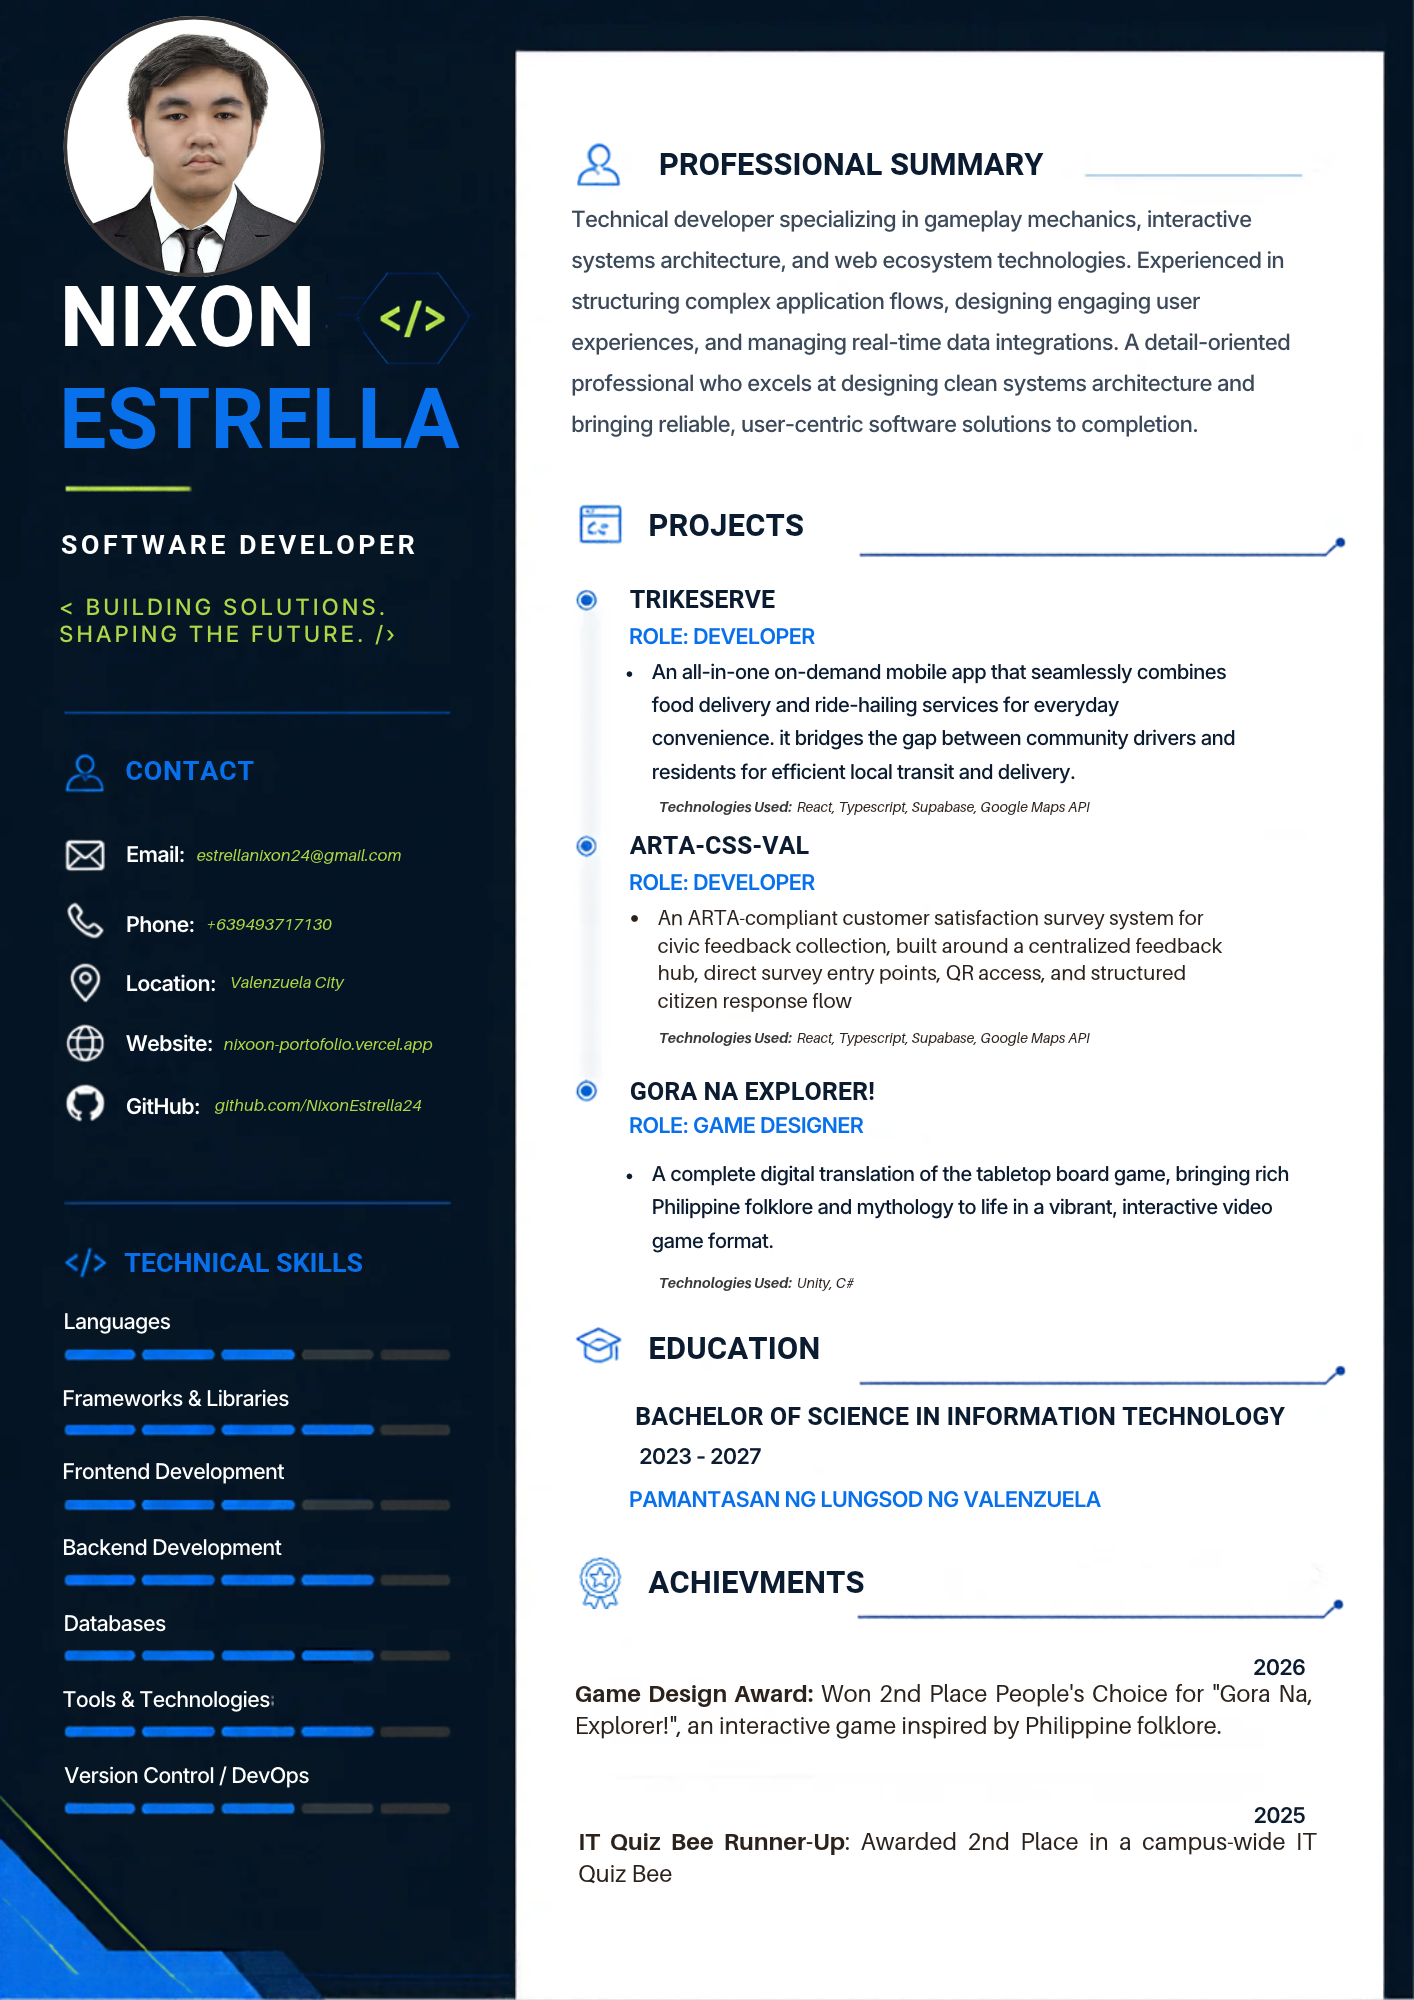 NIXON
</>
ESTRELLA
SOFTWARE DEVELOPER
< BUILDING SOLUTIONS.
SHAPING THE FUTURE. />
CONTACT
Email: estrellanixon24@gmail.com
Phone: +639493717130
Location: Valenzuela City
Website: nixoon-portofolio.vercel.app
GitHub: github.com/NixonEstrella24
</> TECHNICAL SKILLS
Languages
Frameworks & Libraries
Frontend Development
Backend Development
Databases
Tools & Technologies:
Version Control / DevOps
PROFESSIONAL SUMMARY
Technical developer specializing in gameplay mechanics, interactive
systems architecture, and web ecosystem technologies. Experienced in
structuring complex application flows, designing engaging user
experiences, and managing real-time data integrations. A detail-oriented
professional who excels at designing clean systems architecture and
bringing reliable, user-centric software solutions to completion.
PROJECTS
TRIKESERVE
ROLE: DEVELOPER
• An all-in-one on-demand mobile app that seamlessly combines
food delivery and ride-hailing services for everyday
convenience. it bridges the gap between community drivers and
residents for efficient local transit and delivery.
Technologies Used: React, Typescript, Supabase, Google Maps API
ARTA-CSS-VAL
ROLE: DEVELOPER
• An ARTA-compliant customer satisfaction survey system for
civic feedback collection, built around a centralized feedback
hub, direct survey entry points, QR access, and structured
citizen response flow
Technologies Used: React, Typescript, Supabase, Google Maps API
GORA NA EXPLORER!
ROLE: GAME DESIGNER
• A complete digital translation of the tabletop board game, bringing rich
Philippine folklore and mythology to life in a vibrant, interactive video
game format.
Technologies Used: Unity, C#
EDUCATION
BACHELOR OF SCIENCE IN INFORMATION TECHNOLOGY
2023 - 2027
PAMANTASAN NG LUNGSOD NG VALENZUELA
ACHIEVMENTS
2026
Game Design Award: Won 2nd Place People's Choice for "Gora Na,
Explorer!", an interactive game inspired by Philippine folklore.
2025
IT Quiz Bee Runner-Up: Awarded 2nd Place in a campus-wide IT
Quiz Bee